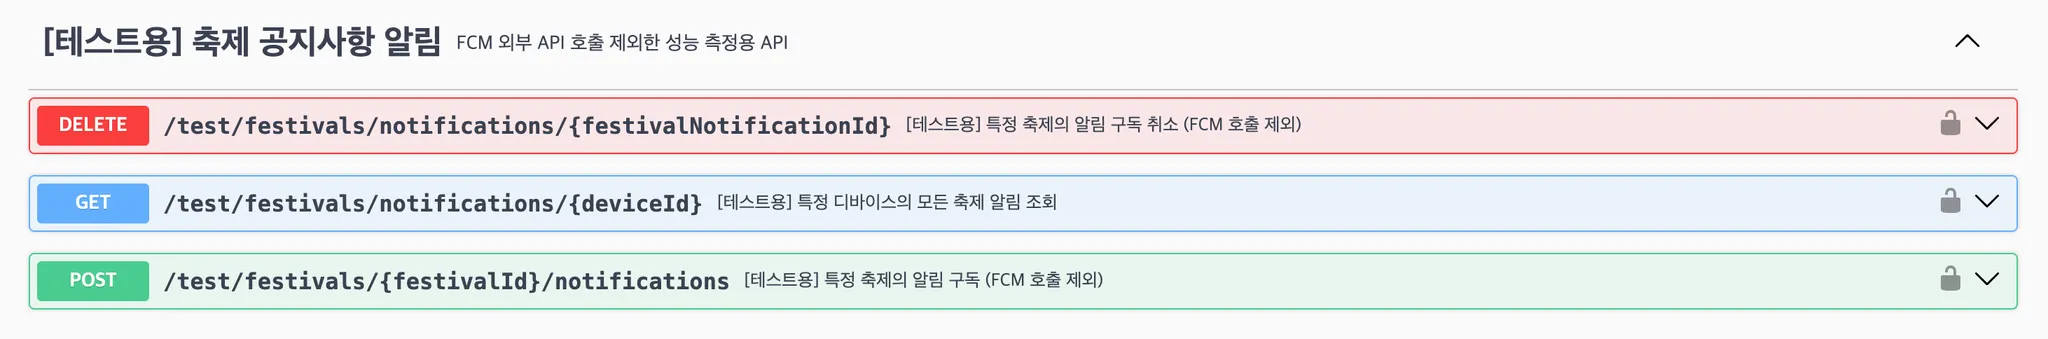 [테스트용] 축제 공지사항 알림 FCM 외부 API 호출 제외한 성능 측정용 API
DELETE /test/festivals/notifications/{festivalNotificationId} [테스트용] 특정 축제의 알림 구독 취소 (FCM 호출 제외)
GET /test/festivals/notifications/{deviceId} [테스트용] 특정 디바이스의 모든 축제 알림 조회
POST /test/festivals/{festivalId}/notifications [테스트용] 특정 축제의 알림 구독 (FCM 호출 제외)